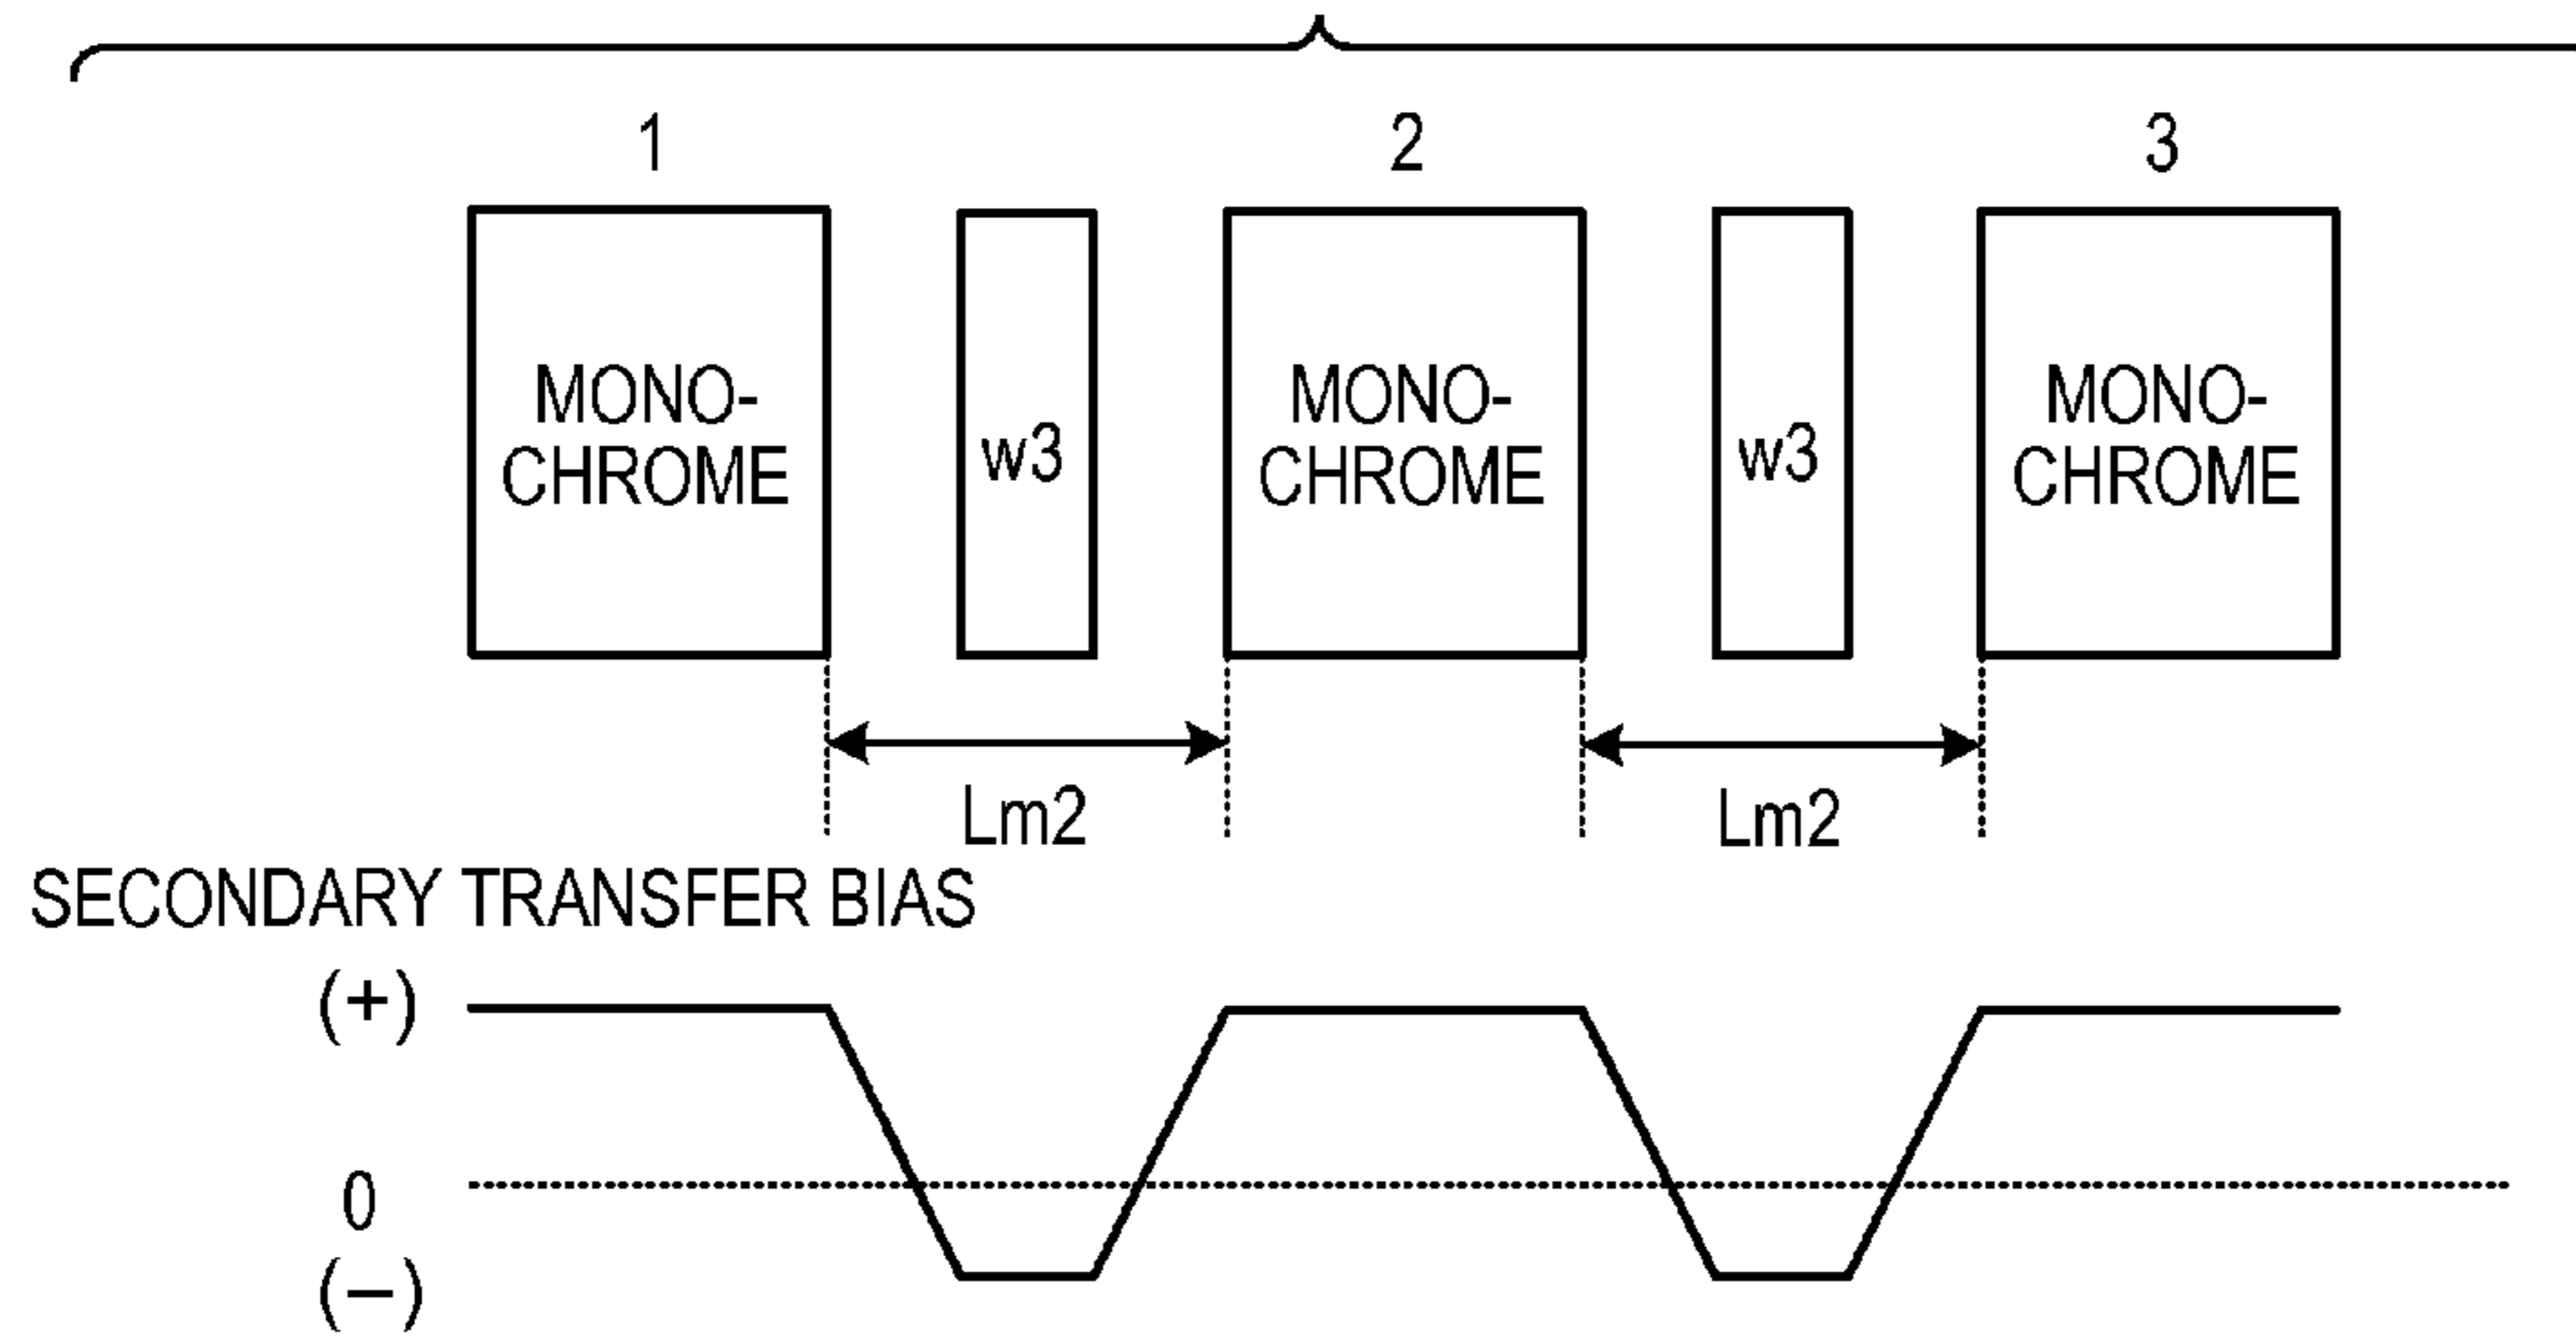 1 2 3
MONO- MONO- MONO-
CHROME w3 CHROME w3 CHROME
Lm2 Lm2
SECONDARY TRANSFER BIAS
(+)
0
(−)